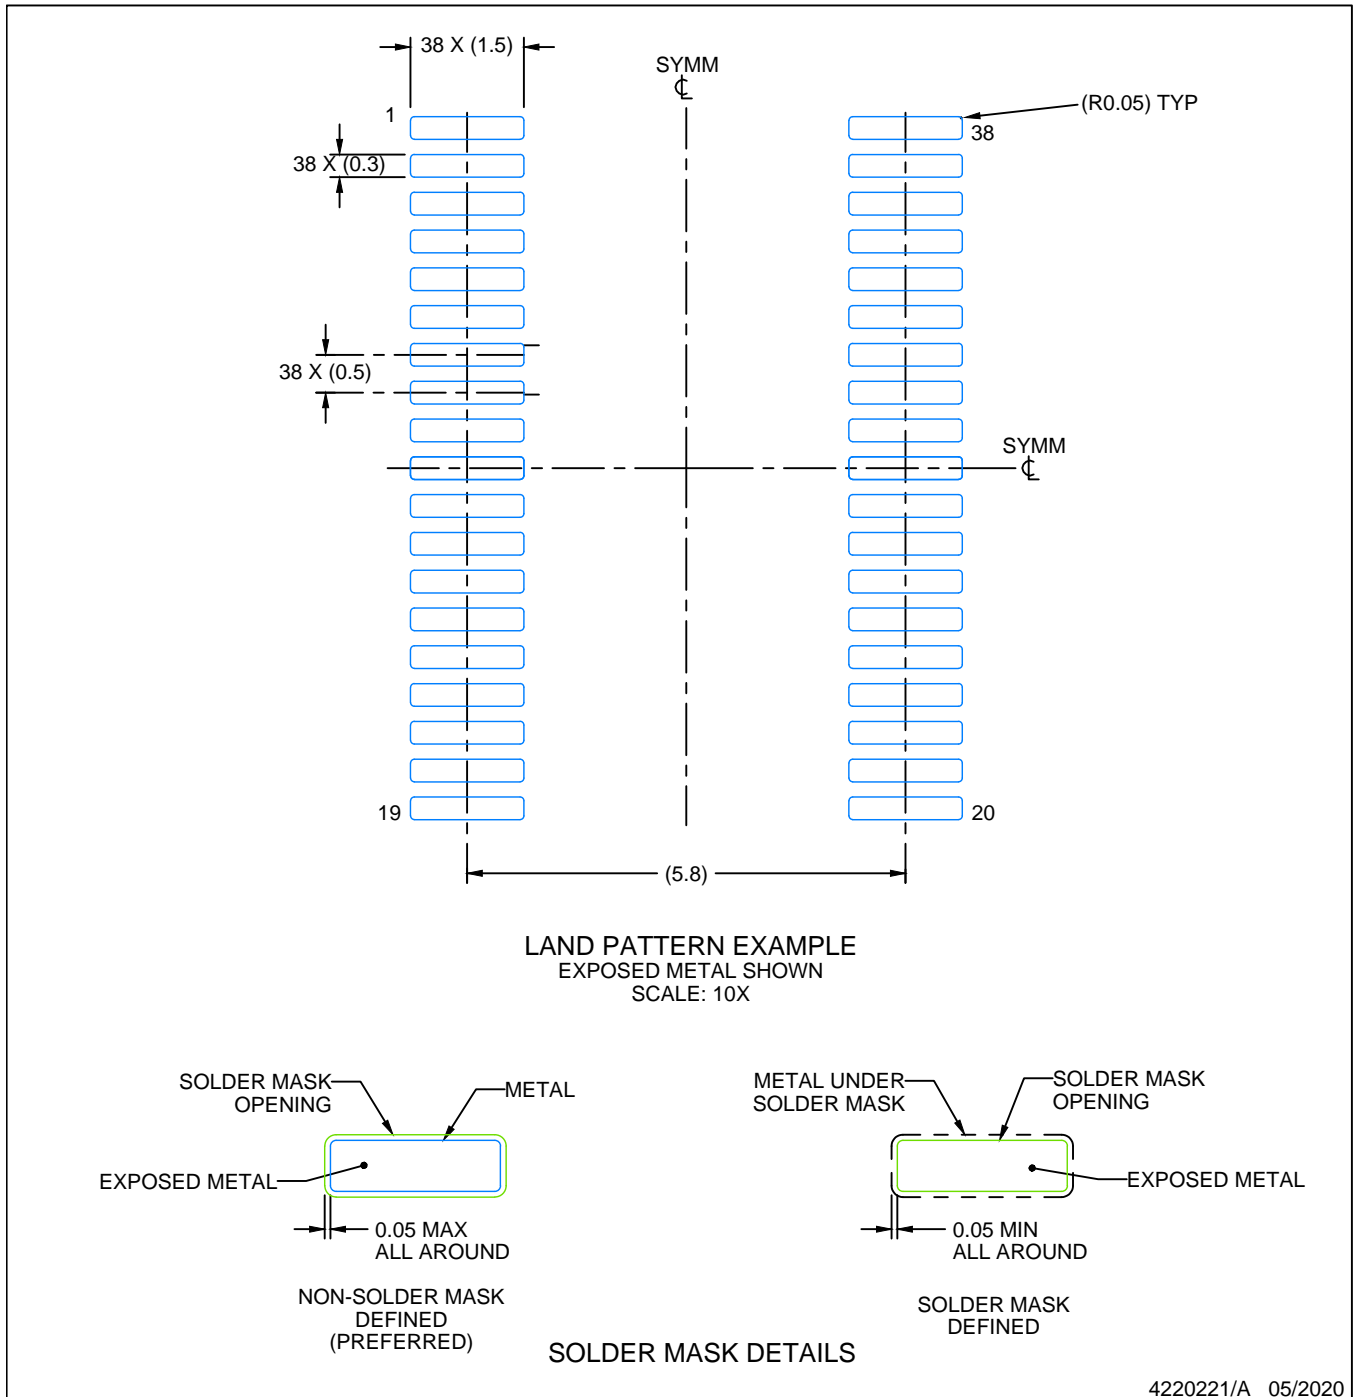 38 X (1.5)
SYMM
℄
(R0.05) TYP
1
38
38 X (0.3)
38 X (0.5)
SYMM
℄
19
20
(5.8)
LAND PATTERN EXAMPLE
EXPOSED METAL SHOWN
SCALE: 10X
SOLDER MASK
OPENING
METAL
EXPOSED METAL
0.05 MAX
ALL AROUND
NON-SOLDER MASK
DEFINED
(PREFERRED)
METAL UNDER
SOLDER MASK
SOLDER MASK
OPENING
EXPOSED METAL
0.05 MIN
ALL AROUND
SOLDER MASK
DEFINED
SOLDER MASK DETAILS
4220221/A 05/2020